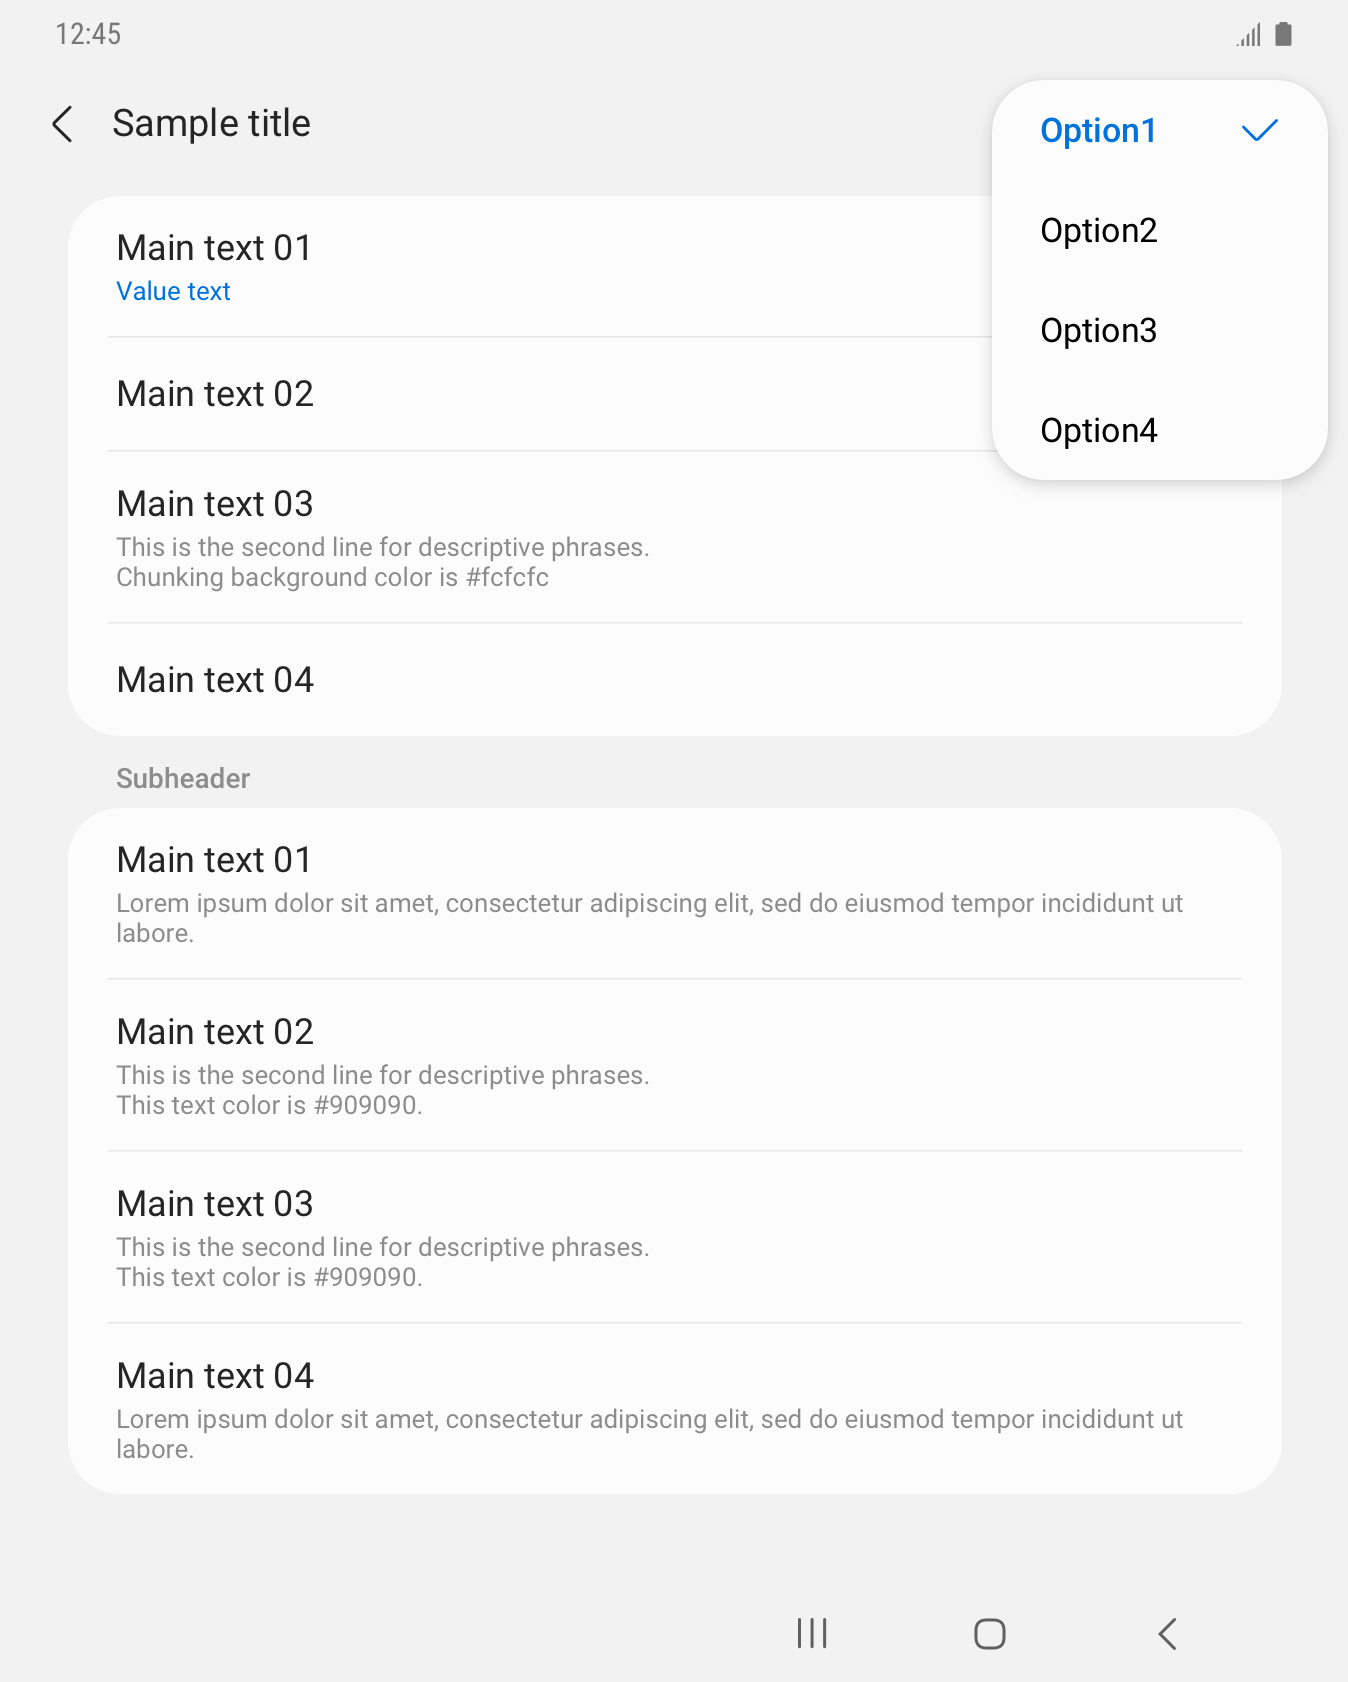 12:45
Sample title
Option1
Option2
Option3
Option4
Main text 01
Value text
Main text 02
Main text 03
This is the second line for descriptive phrases.
Chunking background color is #fcfcfc
Main text 04
Subheader
Main text 01
Lorem ipsum dolor sit amet, consectetur adipiscing elit, sed do eiusmod tempor incididunt ut
labore.
Main text 02
This is the second line for descriptive phrases.
This text color is #909090.
Main text 03
This is the second line for descriptive phrases.
This text color is #909090.
Main text 04
Lorem ipsum dolor sit amet, consectetur adipiscing elit, sed do eiusmod tempor incididunt ut
labore.